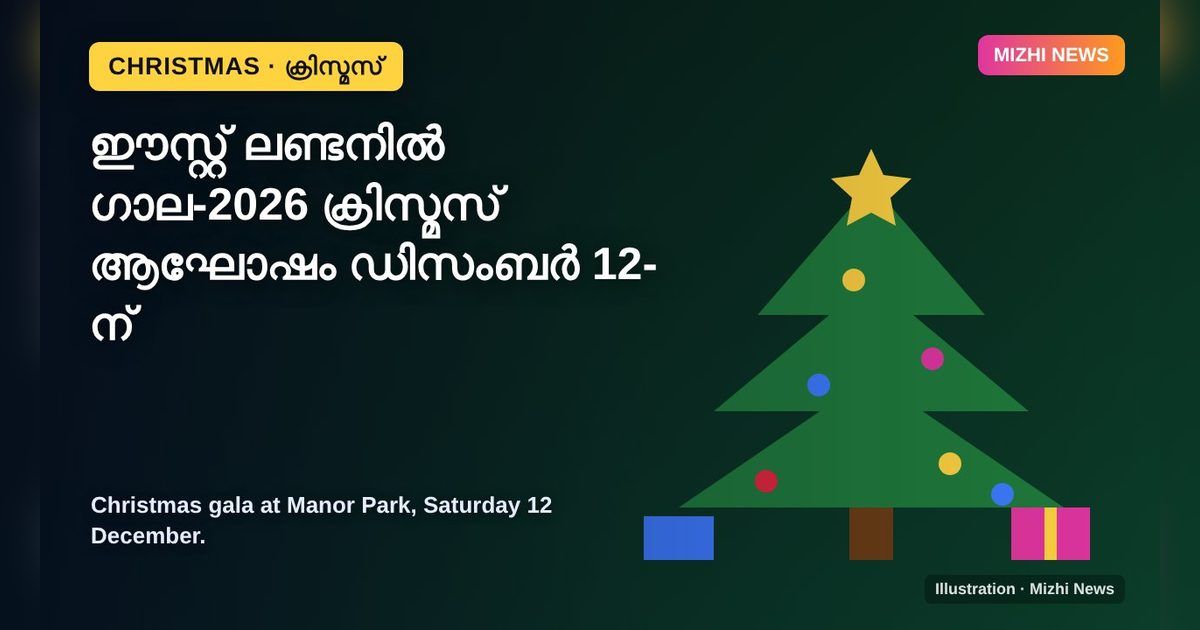 CHRISTMAS · ക്രിസ്മസ്
MIZHI NEWS
ഈസ്റ്റ് ലണ്ടനിൽ
ഗാല-2026 ക്രിസ്മസ്
ആഘോഷം ഡിസംബർ 12-
ന്
Christmas gala at Manor Park, Saturday 12
December.
Illustration · Mizhi News